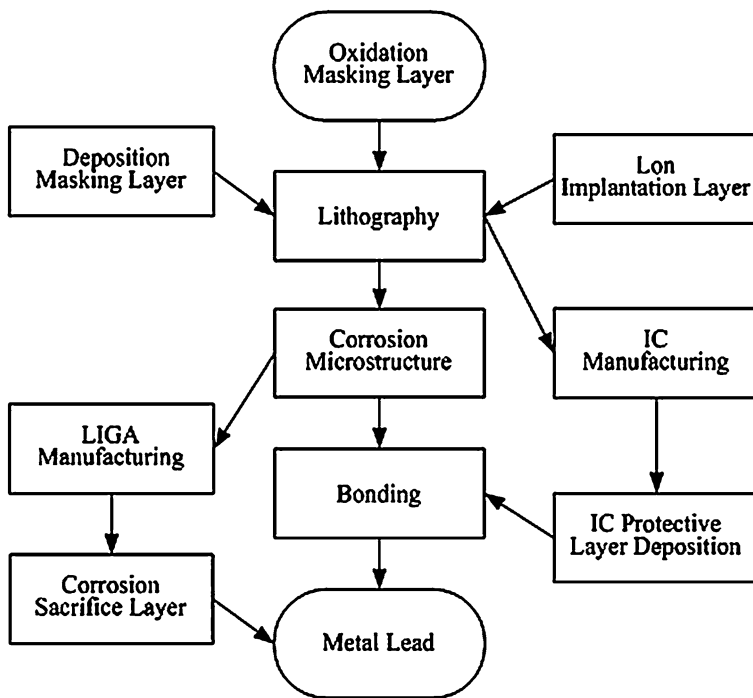 Oxidation
Masking Layer
Deposition
Masking Layer
Lon
Implantation Layer
Lithography
Corrosion
Microstructure
IC
Manufacturing
LIGA
Manufacturing
Bonding
IC Protective
Layer Deposition
Corrosion
Sacrifice Layer
Metal Lead